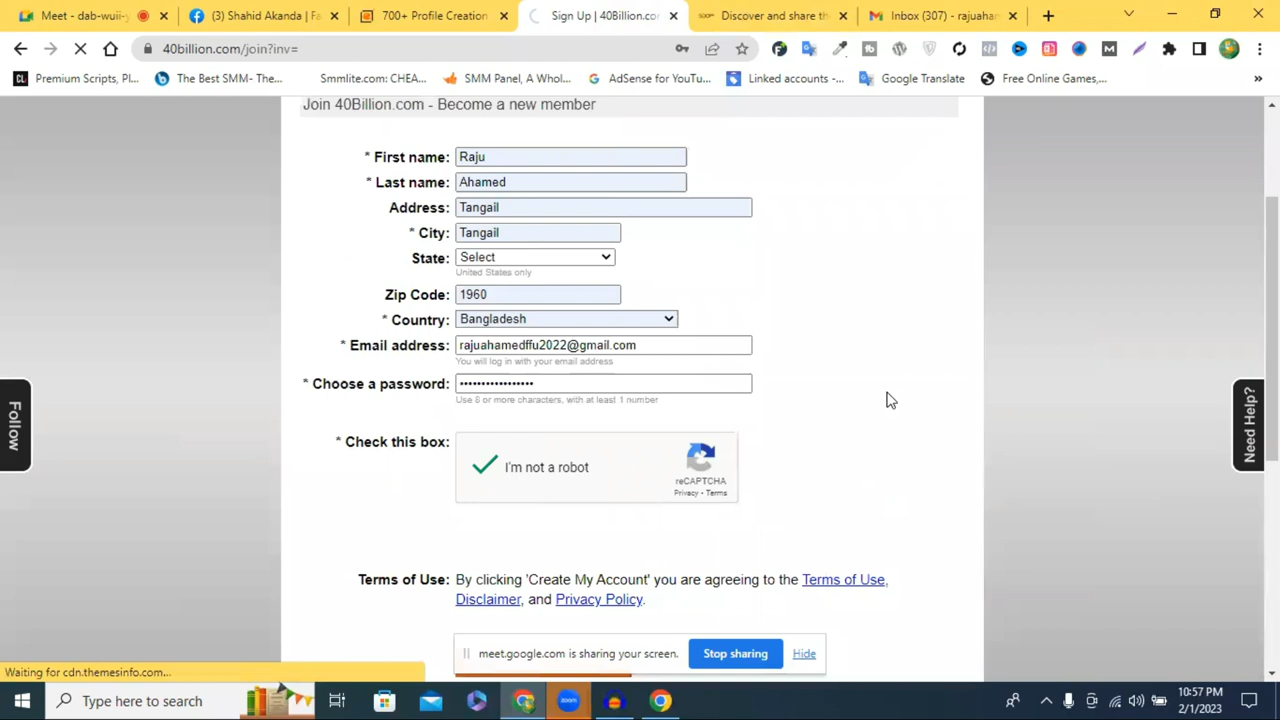 Meet - dab-wuii-y
(3) Shahid Akanda | Fa
700+ Profile Creation
Sign Up | 40Billion.co
Discover and share th
Inbox (307) - rajuaha
40billion.com/join?inv=
Premium Scripts, Pl...
The Best SMM- The...
Smmlite.com: CHEA...
SMM Panel, A Whol...
AdSense for YouTu...
Linked accounts -...
Google Translate
Free Online Games,...
»
Join 40Billion.com - Become a new member
* First name: Raju
* Last name: Ahamed
Address: Tangail
* City: Tangail
State: Select
United States only
Zip Code: 1960
* Country: Bangladesh
* Email address: rajuahamedffu2022@gmail.com
You will log in with your email address
* Choose a password: •••••••••••••••••
Use 8 or more characters, with at least 1 number
* Check this box: I'm not a robot
reCAPTCHA
Privacy - Terms
Follow
Need Help?
Terms of Use: By clicking 'Create My Account' you are agreeing to the Terms of Use,
Disclaimer, and Privacy Policy.
meet.google.com is sharing your screen. Stop sharing Hide
Waiting for cdn.themesinfo.com...
Type here to search
zoom
10:57 PM
2/1/2023